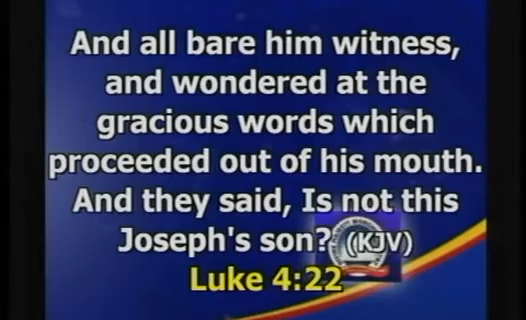 And all bare him witness,
and wondered at the
gracious words which
proceeded out of his mouth.
And they said, Is not this
Joseph's son? (KJV)
Luke 4:22